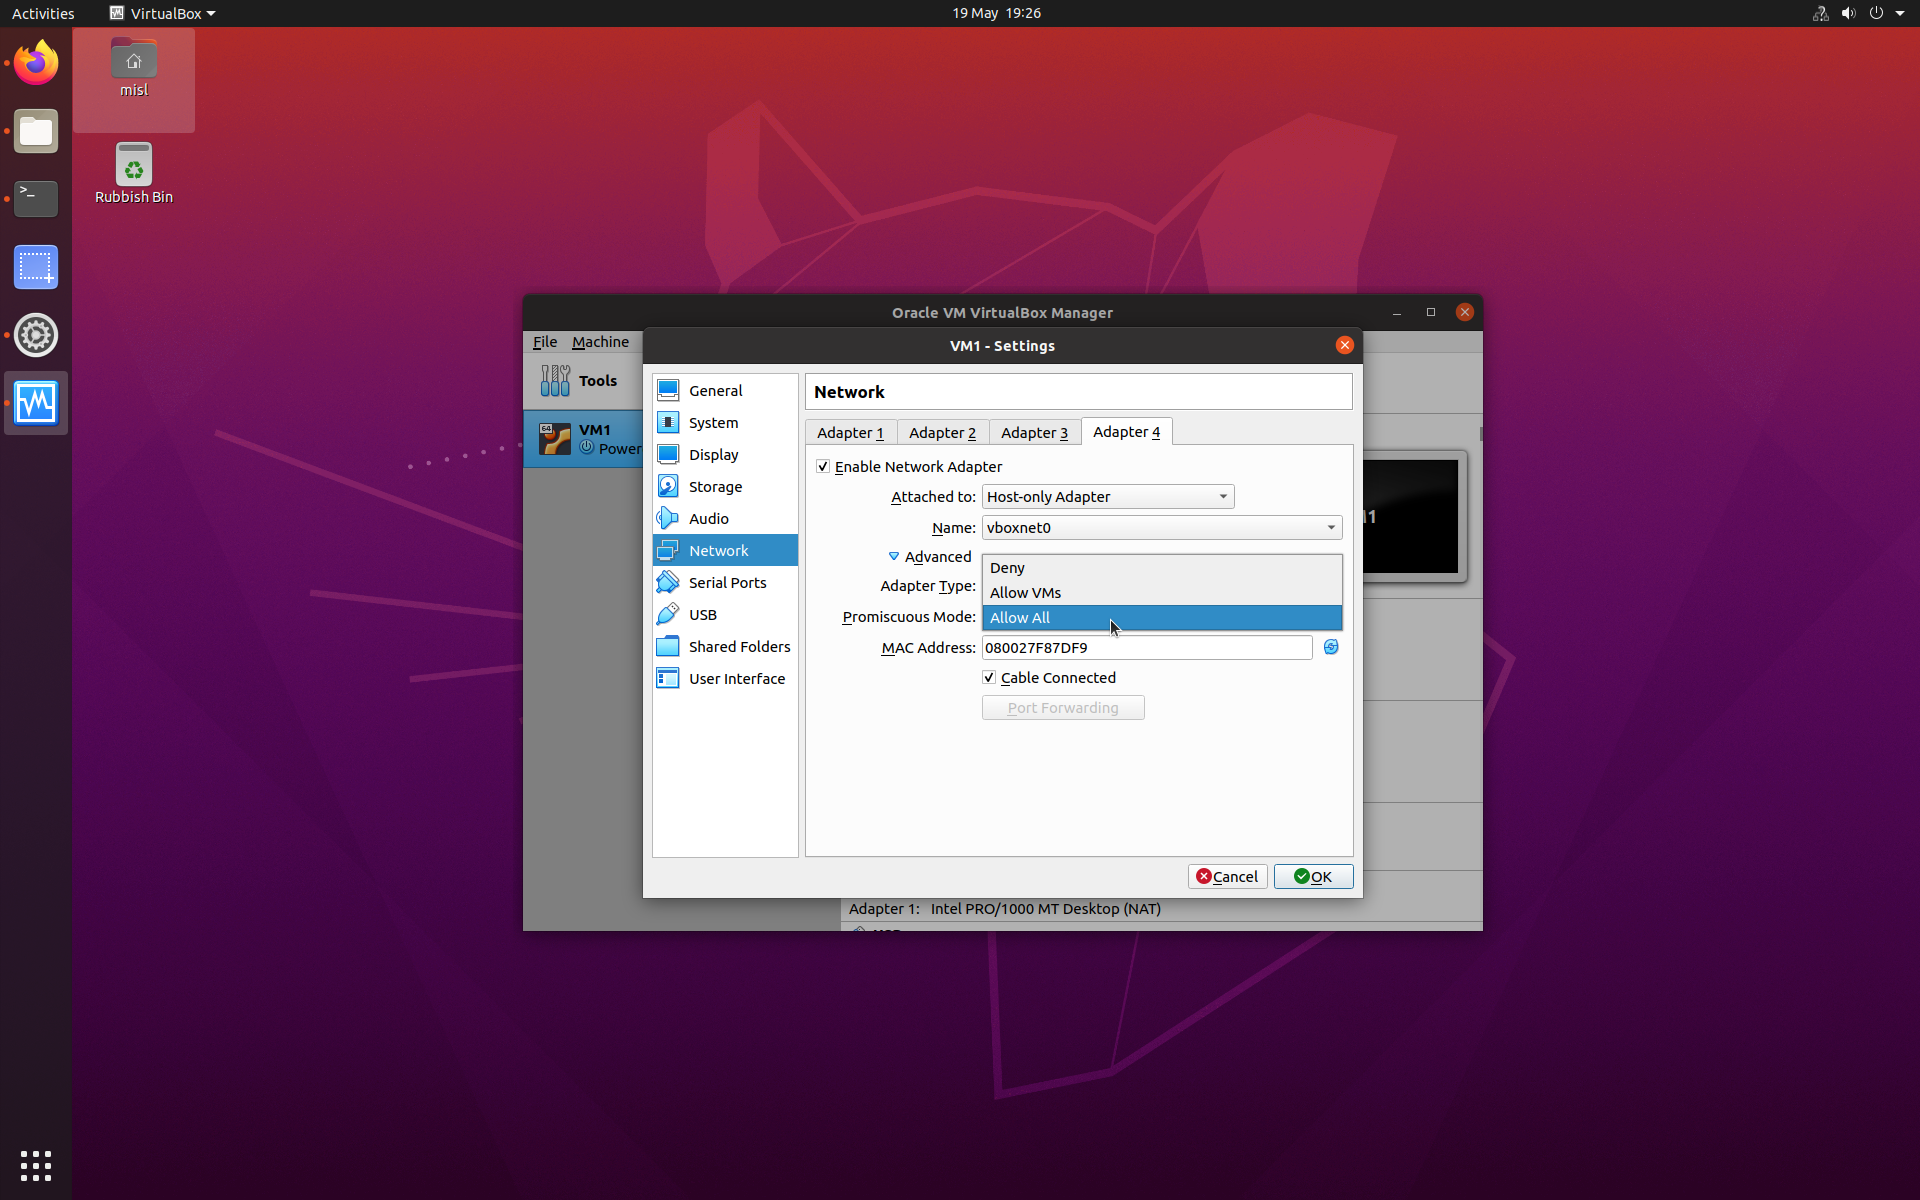 Activities
VirtualBox
19 May 19:26
misl
Rubbish Bin
Oracle VM VirtualBox Manager
File Machine
VM1 - Settings
Tools
64
VM1
Power
General
System
Display
Storage
Audio
Network
Serial Ports
USB
Shared Folders
User Interface
Network
Adapter 1
Adapter 2
Adapter 3
Adapter 4
Enable Network Adapter
Attached to: Host-only Adapter
Name: vboxnet0
Advanced
Deny
Adapter Type:
Allow VMs
Promiscuous Mode: Allow All
MAC Address: 080027F87DF9
Cable Connected
Port Forwarding
Cancel
OK
Adapter 1: Intel PRO/1000 MT Desktop (NAT)